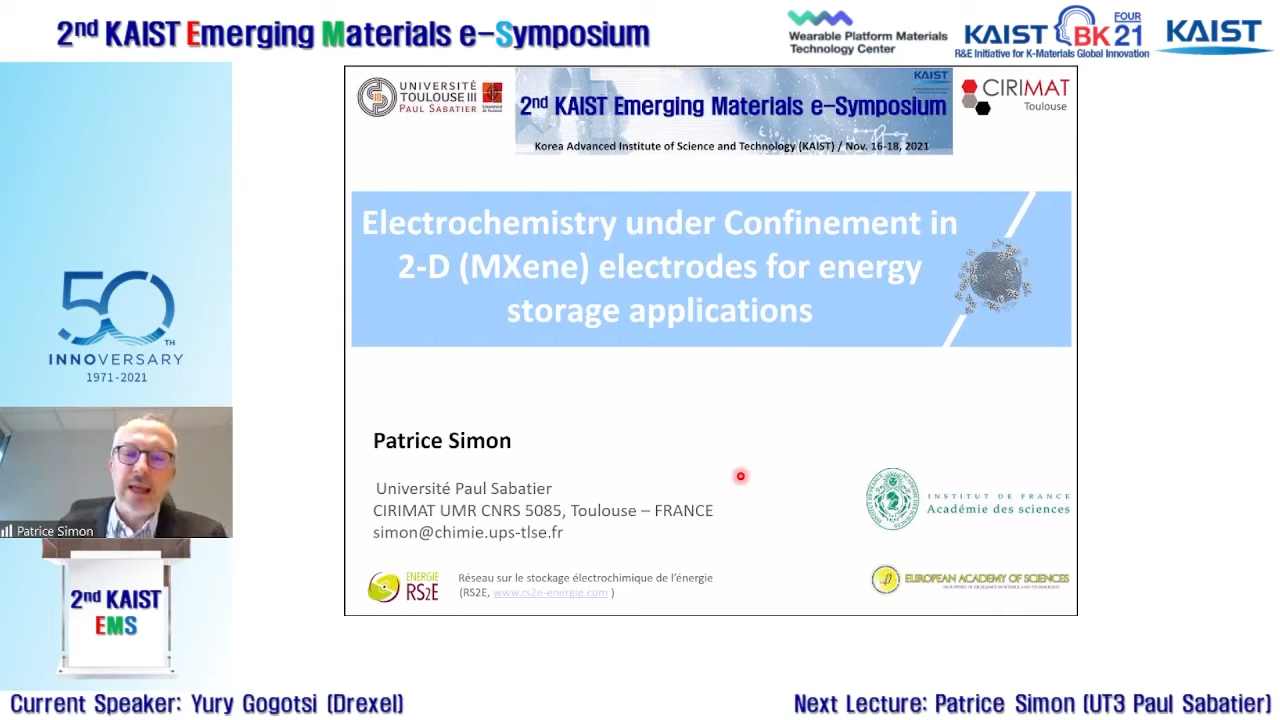 2nd KAIST Emerging Materials e-Symposium
Wearable Platform Materials
Technology Center
KAIST BK21 FOUR
R&E Initiative for K-Materials Global Innovation
KAIST
UNIVERSITÉ
TOULOUSE III
PAUL SABATIER
KAIST
2nd KAIST Emerging Materials e-Symposium
Korea Advanced Institute of Science and Technology (KAIST) / Nov. 16-18, 2021
CIRIMAT
Toulouse
Electrochemistry under Confinement in
2-D (MXene) electrodes for energy
storage applications
50TH
INNOVERSARY
1971-2021
Patrice Simon
Université Paul Sabatier
CIRIMAT UMR CNRS 5085, Toulouse – FRANCE
simon@chimie.ups-tlse.fr
INSTITUT DE FRANCE
Académie des sciences
ENERGIE
RS2E
Réseau sur le stockage électrochimique de l'énergie
(RS2E, www.rs2e-energie.com )
EUROPEAN ACADEMY OF SCIENCES
Patrice Simon
2nd KAIST
EMS
Current Speaker: Yury Gogotsi (Drexel)
Next Lecture: Patrice Simon (UT3 Paul Sabatier)